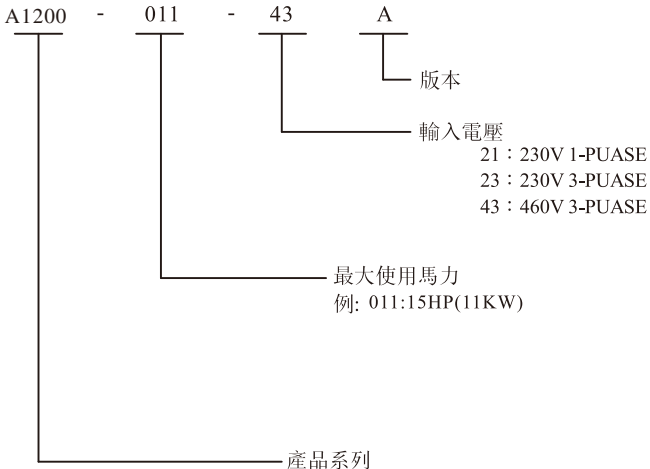 A1200 - 011 - 43 A
版本
輸入電壓
21：230V 1-PUASE
23：230V 3-PUASE
43：460V 3-PUASE
最大使用馬力
例: 011:15HP(11KW)
產品系列